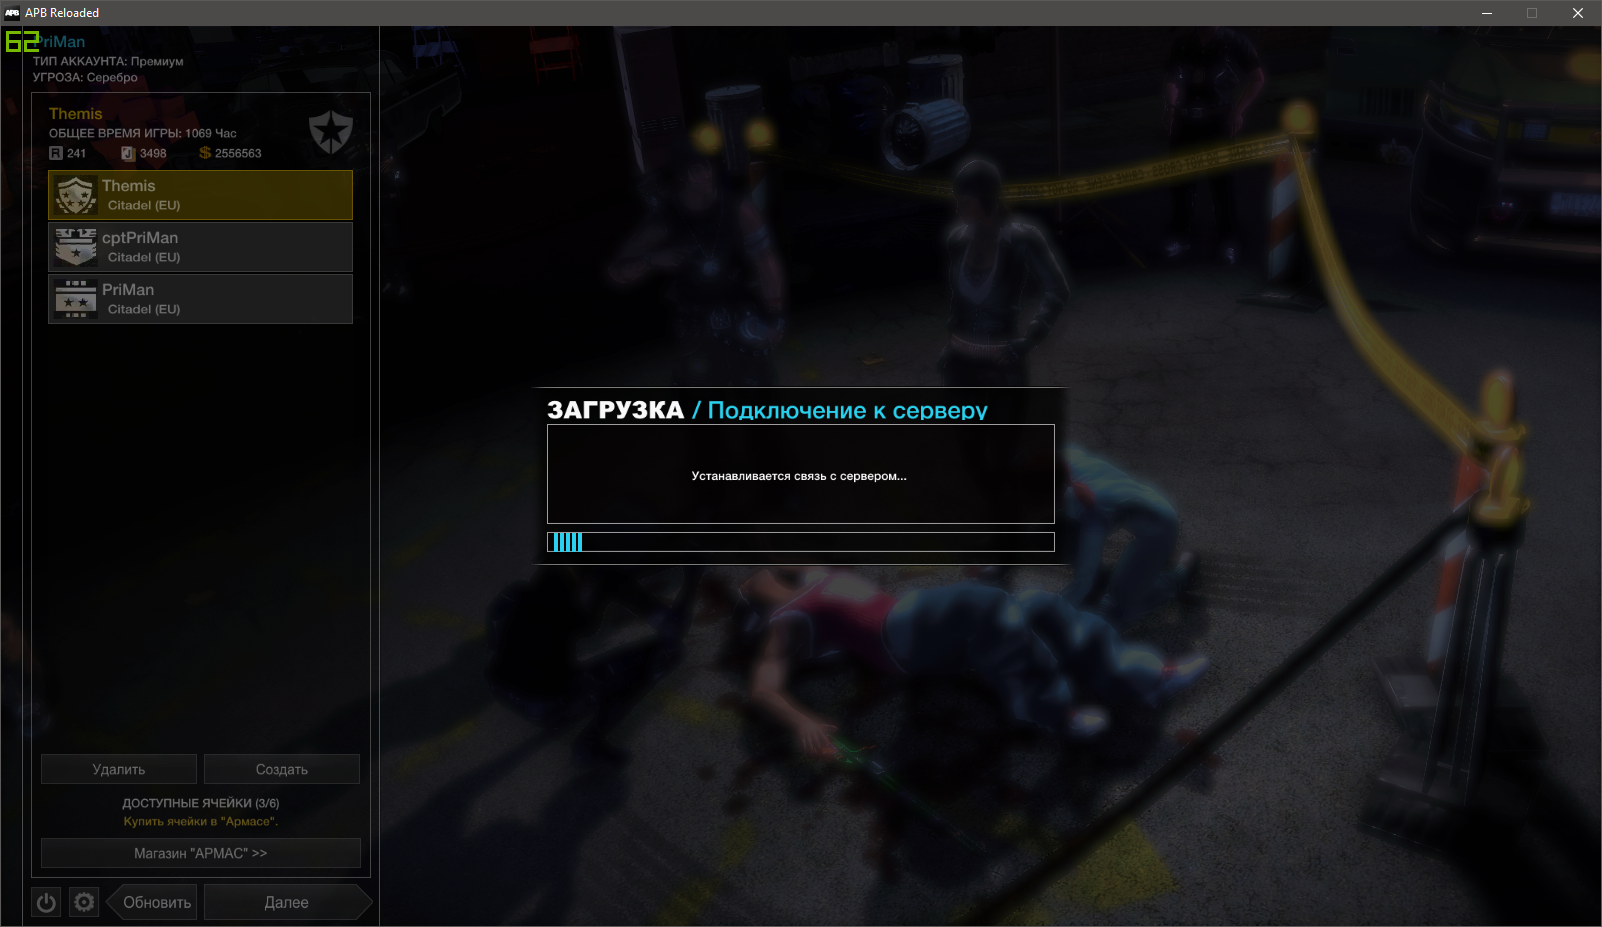 APB APB Reloaded
62
PriMan
ТИП АККАУНТА: Премиум
УГРОЗА: Серебро
Themis
ОБЩЕЕ ВРЕМЯ ИГРЫ: 1069 Час
R 241 J 3498 $ 2556563
Themis
Citadel (EU)
cptPriMan
Citadel (EU)
PriMan
Citadel (EU)
ЗАГРУЗКА / Подключение к серверу
Устанавливается связь с сервером...
Удалить Создать
ДОСТУПНЫЕ ЯЧЕЙКИ (3/6)
Купить ячейки в "Армасе".
Магазин "АРМАС" >>
Обновить Далее